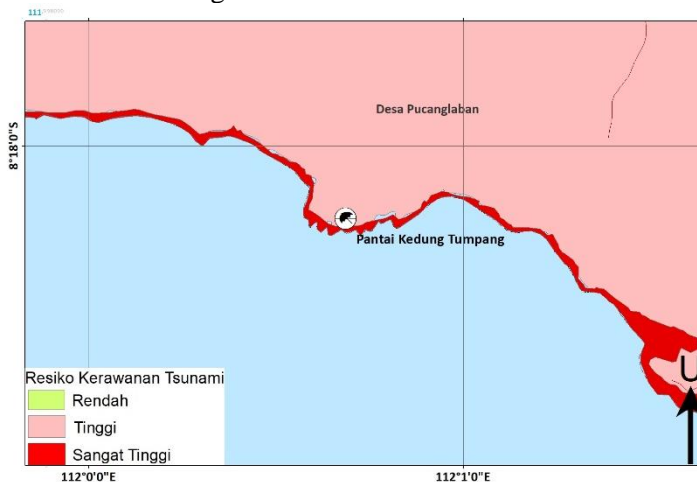 111
Desa Pucanglaban
8°18'0"S
Pantai Kedung Tumpang
U
Resiko Kerawanan Tsunami
Rendah
Tinggi
Sangat Tinggi
112°0'0"E
112°1'0"E